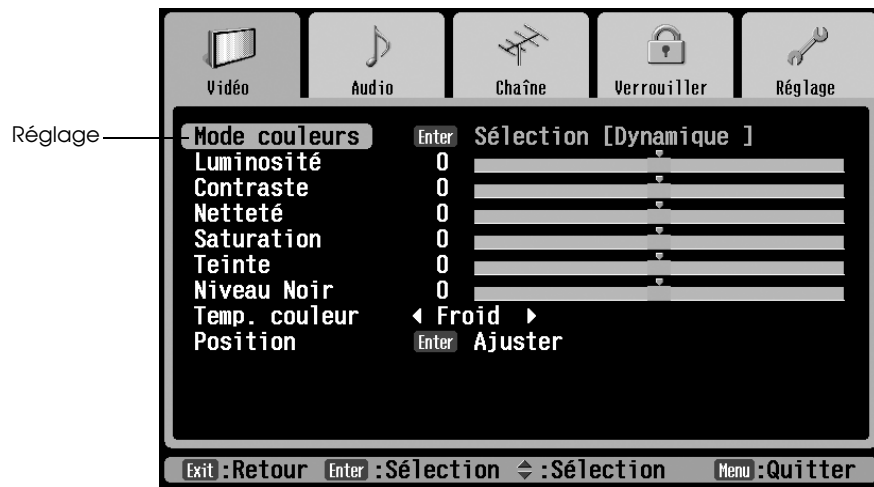 Vidéo Audio Chaîne Verrouiller Réglage
Réglage
Mode couleurs Enter Sélection [Dynamique ]
Luminosité 0
Contraste 0
Netteté 0
Saturation 0
Teinte 0
Niveau Noir 0
Temp. couleur Froid
Position Enter Ajuster
Exit :Retour Enter :Sélection :Sélection Menu :Quitter